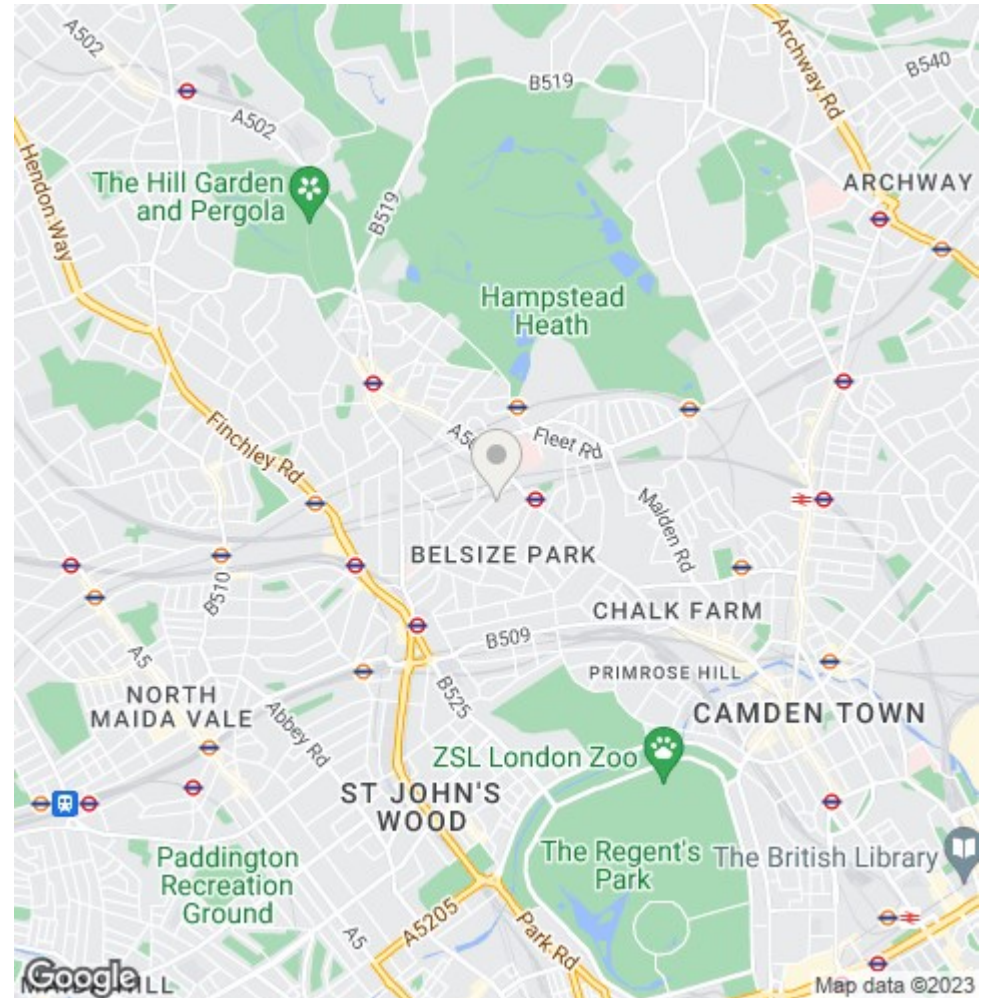 A502
Archway Rd
B519
B540
A502
Hendon Way
The Hill Garden
and Pergola
ARCHWAY
B519
Hampstead
Heath
Finchley Rd
Fleet Rd
Malden Rd
BELSIZE PARK
B510
CHALK FARM
B509
A5
PRIMROSE HILL
B525
NORTH
MAIDA VALE
Abbey Rd
CAMDEN TOWN
ZSL London Zoo
ST JOHN'S
WOOD
Paddington
Recreation
Ground
The Regent's
Park
The British Library
A5205
A5
Park Rd
Google
Map data ©2023